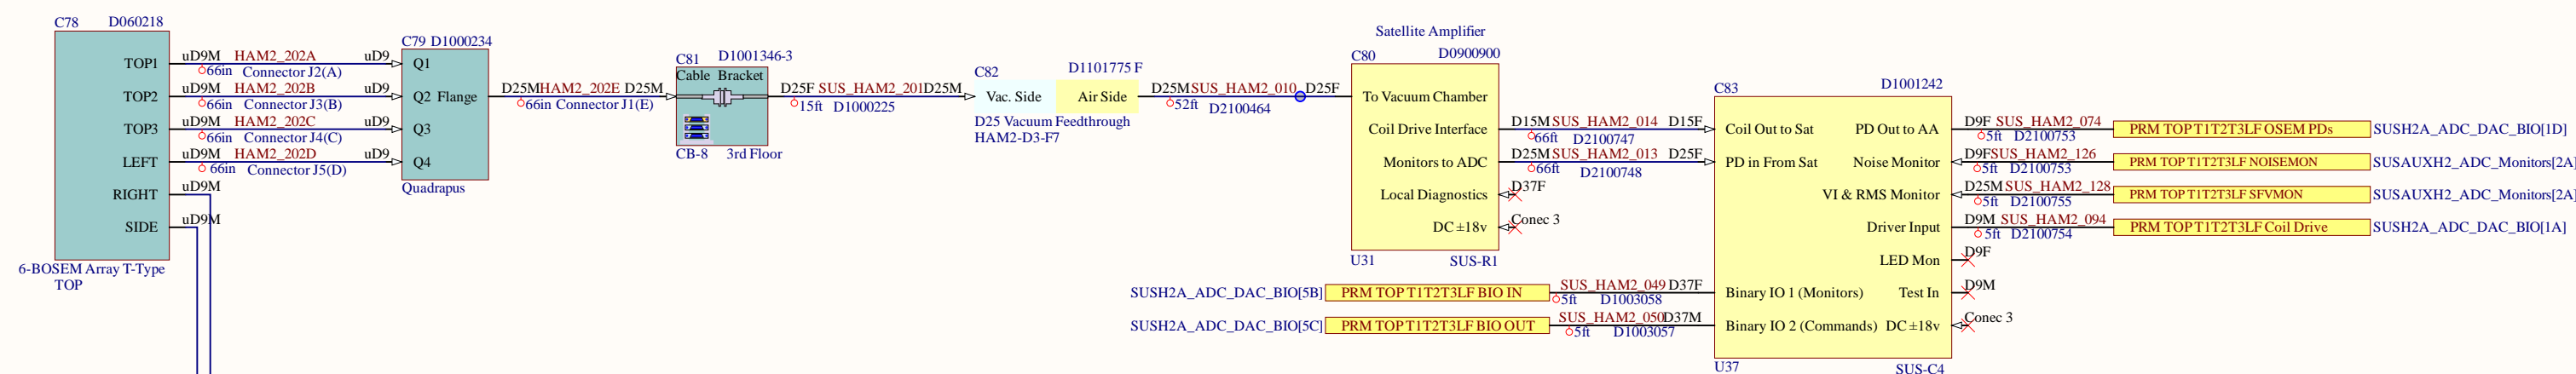 C78 D060218
TOP1
TOP2
TOP3
LEFT
RIGHT
SIDE
6-BOSEM Array T-Type
TOP
uD9M HAM2_202A uD9
66in Connector J2(A)
uD9M HAM2_202B uD9
66in Connector J3(B)
uD9M HAM2_202C uD9
66in Connector J4(C)
uD9M HAM2_202D uD9
66in Connector J5(D)
uD9M
uD9M
C79 D1000234
Q1
Q2 Flange
Q3
Q4
Quadrapus
D25M HAM2_202E D25M
66in Connector J1(E)
C81 D1001346-3
Cable Bracket
CB-8 3rd Floor
D25F SUS_HAM2_201 D25M
15ft D1000225
C82 D1101775 F
Vac. Side Air Side
D25 Vacuum Feedthrough
HAM2-D3-F7
D25M SUS_HAM2_010 D25F
52ft D2100464
Satellite Amplifier
C80 D0900900
To Vacuum Chamber
Coil Drive Interface
Monitors to ADC
Local Diagnostics
DC ±18v
U31 SUS-R1
D15M SUS_HAM2_014 D15F
66ft D2100747
D25M SUS_HAM2_013 D25F
66ft D2100748
D37F
Conec 3
SUSH2A_ADC_DAC_BIO[5B] PRM TOP T1T2T3LF BIO IN SUS_HAM2_049 D37F
5ft D1003058
SUSH2A_ADC_DAC_BIO[5C] PRM TOP T1T2T3LF BIO OUT SUS_HAM2_050 D37M
5ft D1003057
C83 D1001242
Coil Out to Sat PD Out to AA
PD in From Sat Noise Monitor
VI & RMS Monitor
Driver Input
LED Mon
Binary IO 1 (Monitors) Test In
Binary IO 2 (Commands) DC ±18v
U37 SUS-C4
D9F SUS_HAM2_074 PRM TOP T1T2T3LF OSEM PDs SUSH2A_ADC_DAC_BIO[1D]
5ft D2100753
D9F SUS_HAM2_126 PRM TOP T1T2T3LF NOISEMON SUSAUXH2_ADC_Monitors[2A]
5ft D2100753
D25M SUS_HAM2_128 PRM TOP T1T2T3LF SFVMON SUSAUXH2_ADC_Monitors[2A]
5ft D2100755
D9M SUS_HAM2_094 PRM TOP T1T2T3LF Coil Drive SUSH2A_ADC_DAC_BIO[1A]
5ft D2100754
D9F
D9M
Conec 3